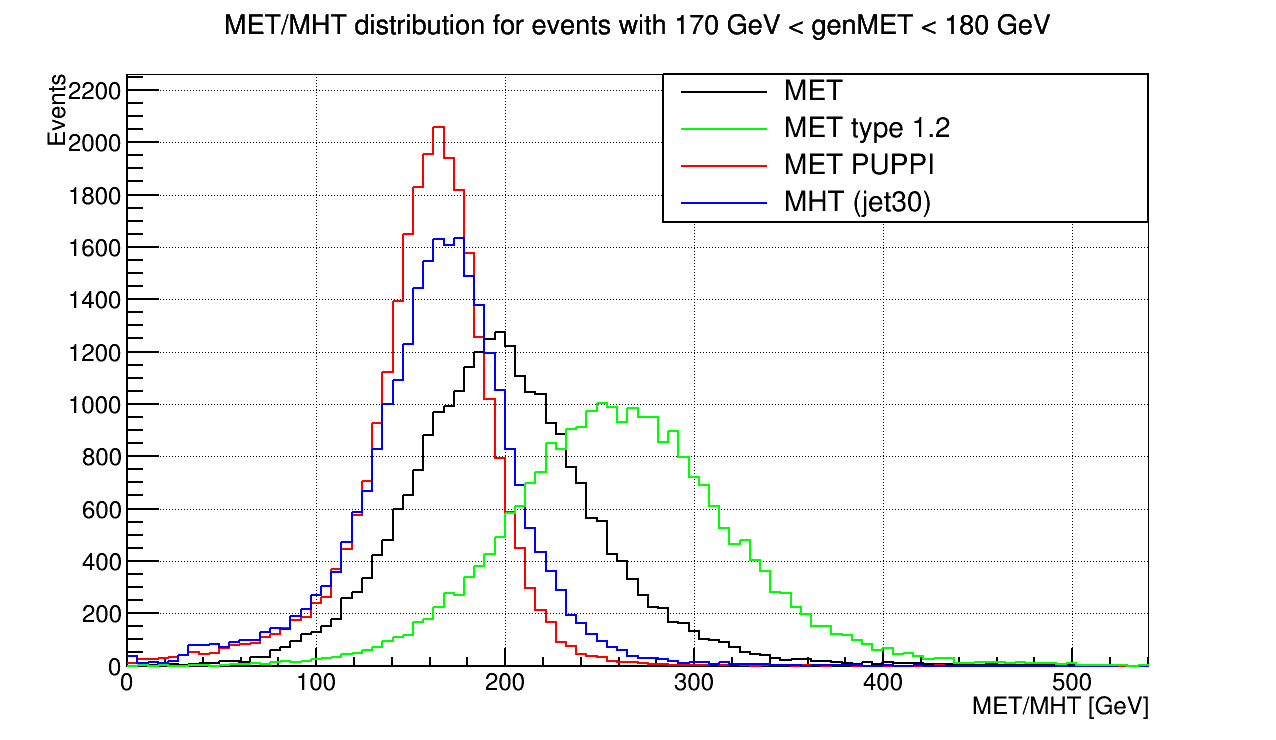 MET/MHT distribution for events with 170 GeV < genMET < 180 GeV
Events
2200
2000
1800
1600
1400
1200
1000
800
600
400
200
0
MET
MET type 1.2
MET PUPPI
MHT (jet30)
0 100 200 300 400 500
MET/MHT [GeV]